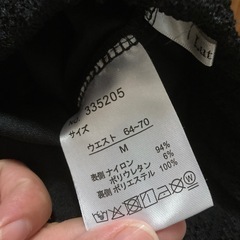 No. 335205
サイズ
ウエスト 64-70
M
表側 ナイロン 94%
ポリウレタン 6%
裏側 ポリエステル 100%